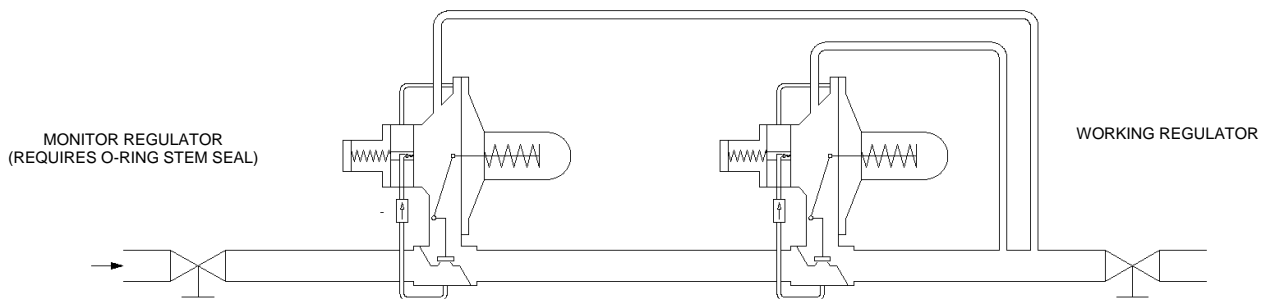 MONITOR REGULATOR
(REQUIRES O-RING STEM SEAL)
WORKING REGULATOR